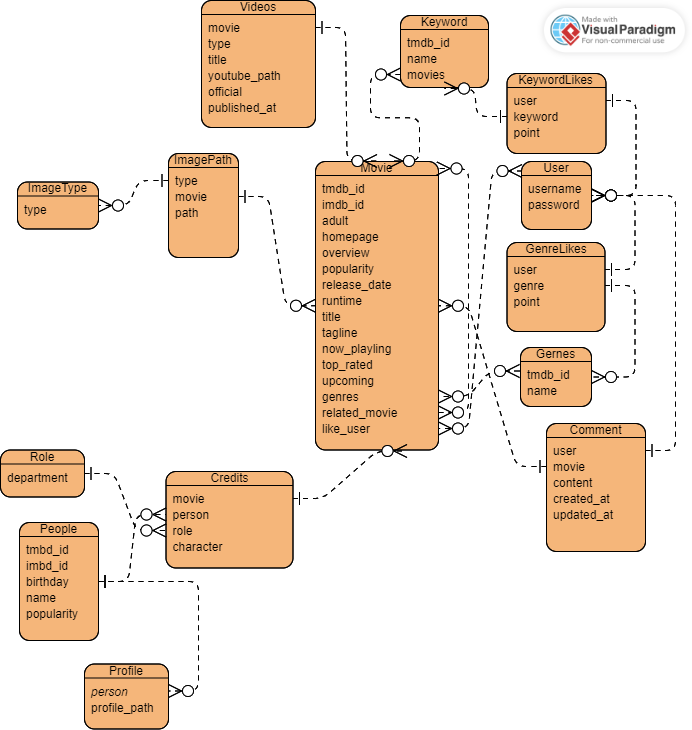 Videos
movie
type
title
youtube_path
official
published_at
Keyword
tmdb_id
name
movies
Made with
VisualParadigm
For non-commercial use
KeywordLikes
user
keyword
point
ImagePath
type
movie
path
ImageType
type
Movie
tmdb_id
imdb_id
adult
homepage
overview
popularity
release_date
runtime
title
tagline
now_playling
top_rated
upcoming
genres
related_movie
like_user
User
username
password
GenreLikes
user
genre
point
Gernes
tmdb_id
name
Comment
user
movie
content
created_at
updated_at
Role
department
Credits
movie
person
role
character
People
tmbd_id
imbd_id
birthday
name
popularity
Profile
person
profile_path